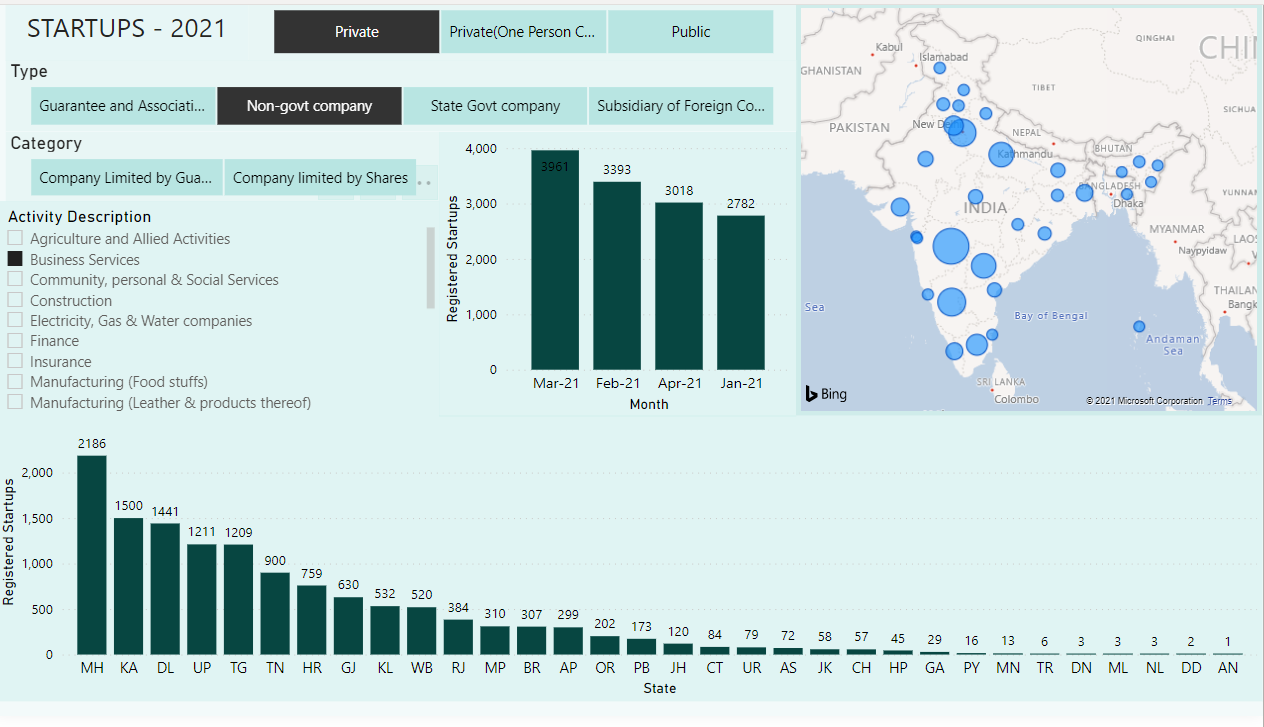 STARTUPS - 2021
Private
Private(One Person C...
Public
Type
Guarantee and Associati...
Non-govt company
State Govt company
Subsidiary of Foreign Co...
Category
Company Limited by Gua...
Company limited by Shares
Activity Description
Agriculture and Allied Activities
Business Services
Community, personal & Social Services
Construction
Electricity, Gas & Water companies
Finance
Insurance
Manufacturing (Food stuffs)
Manufacturing (Leather & products thereof)
Registered Startups
4,000
3,000
2,000
1,000
0
3961
3393
3018
2782
Mar-21
Feb-21
Apr-21
Jan-21
Month
Kabul
Islamabad
GHANISTAN
QINGHAI
CHI
TIBET
SICHUA
PAKISTAN
New De
NEPAL
Kathmandu
BHUTAN
BANGLADESH
Dhaka
INDIA
YUNNAN
MYANMAR
Naypyidaw
LAOS
THAILAN
Bangk
Sea
Bay of Bengal
Andaman
Sea
SRI LANKA
Colombo
Bing
© 2021 Microsoft Corporation Terms
Registered Startups
2,000
1,500
1,000
500
0
2186
1500
1441
1211
1209
900
759
630
532
520
384
310
307
299
202
173
120
84
79
72
58
57
45
29
16
13
6
3
3
3
2
1
MH
KA
DL
UP
TG
TN
HR
GJ
KL
WB
RJ
MP
BR
AP
OR
PB
JH
CT
UR
AS
JK
CH
HP
GA
PY
MN
TR
DN
ML
NL
DD
AN
State